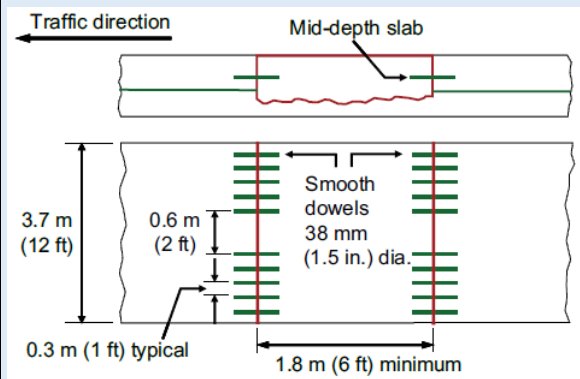 Traffic direction
Mid-depth slab
Smooth
dowels
38 mm
(1.5 in.) dia.
3.7 m
(12 ft)
0.6 m
(2 ft)
0.3 m (1 ft) typical
1.8 m (6 ft) minimum